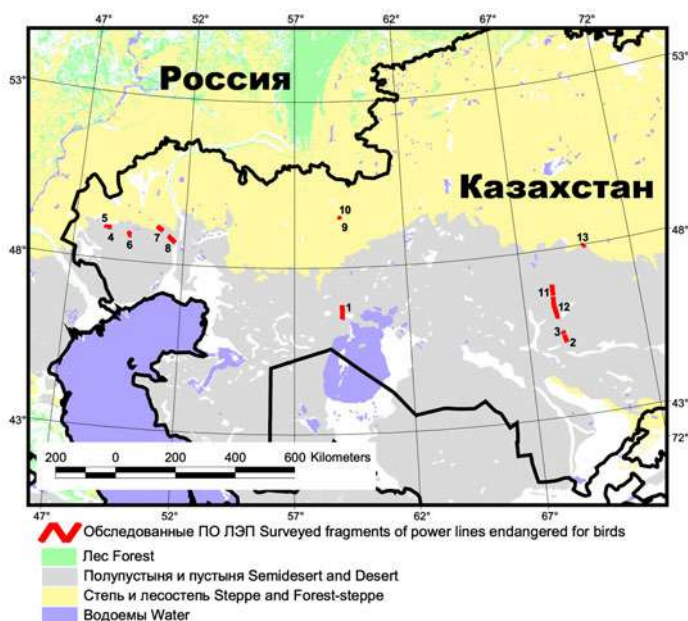 47° 52° 57° 62° 67° 72°
53° 53°
Россия
Казахстан
10
5
9
4 6 7 8
13
48° 48°
11
1 12
3
2
43° 43°
72°
200 0 200 400 600 Kilometers
47° 52° 57° 62° 67°
Обследованные ПО ЛЭП Surveyed fragments of power lines endangered for birds
Лес Forest
Полупустыня и пустыня Semidesert and Desert
Степь и лесостепь Steppe and Forest-steppe
Водоемы Water